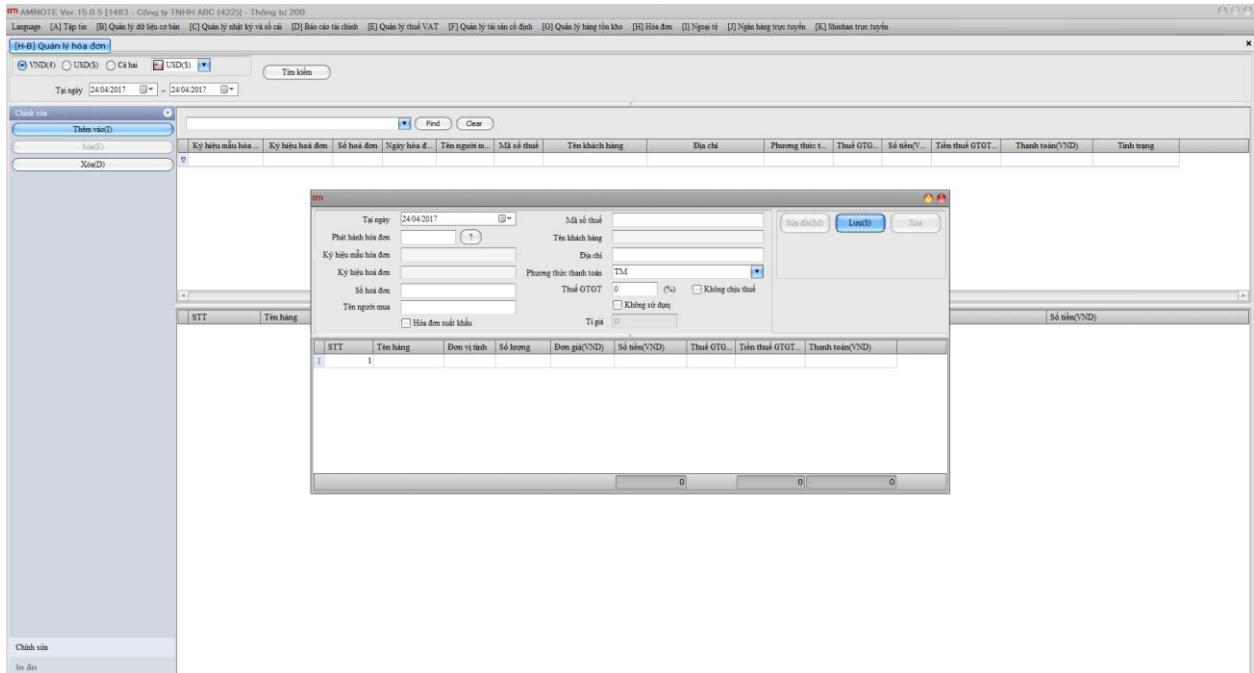 AMNOTE Ver.15.0.5 [1483 - Công ty TNHH ABC (422)] - Thông tư 200
Language [A] Tập tin [B] Quản lý dữ liệu cơ bản [C] Quản lý nhật ký và sổ cái [D] Báo cáo tài chính [E] Quản lý thuế VAT [F] Quản lý tài sản cố định [G] Quản lý hàng tồn kho [H] Hóa đơn [I] Ngoại tệ [J] Ngân hàng trực tuyến [K] Shinhan trực tuyến
[H-B] Quản lý hóa đơn
VND(đ) USD($) Cả hai USD($) Tìm kiếm
Tại ngày 24/04/2017 ~ 24/04/2017
Chỉnh sửa
Thêm vào(I) Find Clear
Sửa(E) Ký hiệu mẫu hóa ... Ký hiệu hoá đơn Số hoá đơn Ngày hóa đ... Tên người m... Mã số thuế Tên khách hàng Địa chỉ Phương thức t... Thuế GTG... Số tiền(V... Tiền thuế GTGT... Thanh toán(VND) Tình trạng
Xóa(D)
am
Tại ngày 24/04/2017 Mã số thuế Sửa đổi(M) Lưu(S) Xóa
Phát hành hóa đơn ? Tên khách hàng
Ký hiệu mẫu hóa đơn Địa chỉ
Ký hiệu hoá đơn Phương thức thanh toán TM
Số hoá đơn Thuế GTGT 0 (%) Không chịu thuế
Tên người mua Không sử dụng
Hóa đơn xuất khẩu Tỉ giá 0
STT Tên hàng Số tiền(VND)
STT Tên hàng Đơn vị tính Số lượng Đơn giá(VND) Số tiền(VND) Thuế GTG... Tiền thuế GTGT... Thanh toán(VND)
1
0 0 0
Chỉnh sửa
In ấn